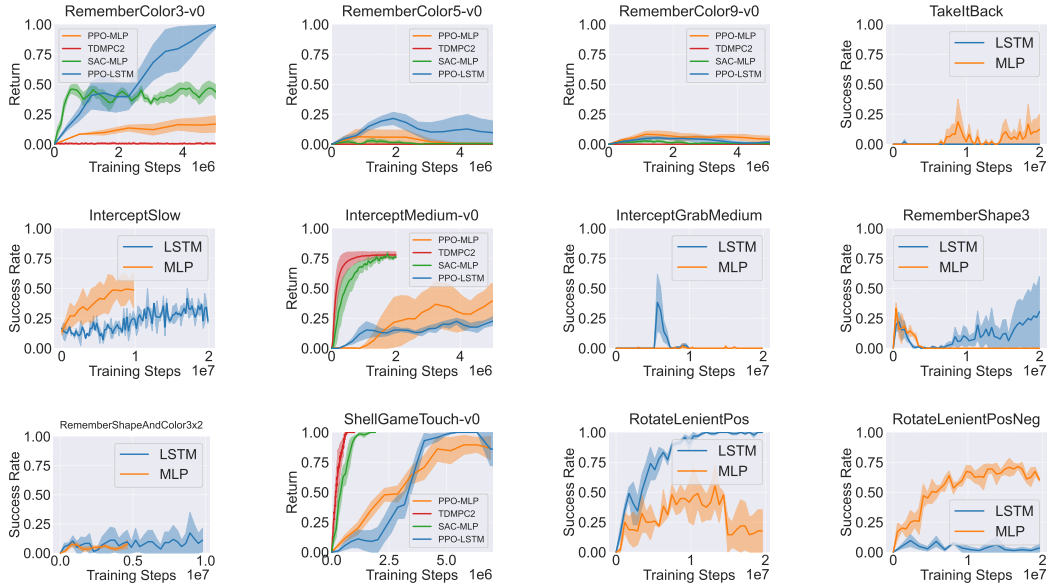 RememberColor3-v0
Return
1.00
0.75
0.50
0.25
0.00
PPO-MLP
TDMPC2
SAC-MLP
PPO-LSTM
0 2 4
1e6
Training Steps
RememberColor5-v0
Return
1.00
0.75
0.50
0.25
0.00
PPO-MLP
TDMPC2
SAC-MLP
PPO-LSTM
0 2 4
1e6
Training Steps
RememberColor9-v0
Return
1.00
0.75
0.50
0.25
0.00
PPO-MLP
TDMPC2
SAC-MLP
PPO-LSTM
0 2 4
1e6
Training Steps
TakeItBack
Success Rate
1.00
0.75
0.50
0.25
0.00
LSTM
MLP
0 1 2
1e7
Training Steps
InterceptSlow
Success Rate
1.00
0.75
0.50
0.25
0.00
LSTM
MLP
0 1 2
1e7
Training Steps
InterceptMedium-v0
Return
1.00
0.75
0.50
0.25
0.00
PPO-MLP
TDMPC2
SAC-MLP
PPO-LSTM
0 2 4
1e6
Training Steps
InterceptGrabMedium
Success Rate
1.00
0.75
0.50
0.25
0.00
LSTM
MLP
0 1 2
1e7
Training Steps
RememberShape3
Success Rate
1.00
0.75
0.50
0.25
0.00
LSTM
MLP
0 1 2
1e7
Training Steps
RememberShapeAndColor3x2
Success Rate
1.00
0.75
0.50
0.25
0.00
LSTM
MLP
0.0 0.5 1.0
1e7
Training Steps
ShellGameTouch-v0
Return
1.00
0.75
0.50
0.25
0.00
PPO-MLP
TDMPC2
SAC-MLP
PPO-LSTM
0.0 2.5 5.0
1e6
Training Steps
RotateLenientPos
Success Rate
1.00
0.75
0.50
0.25
0.00
LSTM
MLP
0 1 2
1e7
Training Steps
RotateLenientPosNeg
Success Rate
1.00
0.75
0.50
0.25
0.00
LSTM
MLP
0 1 2
1e7
Training Steps